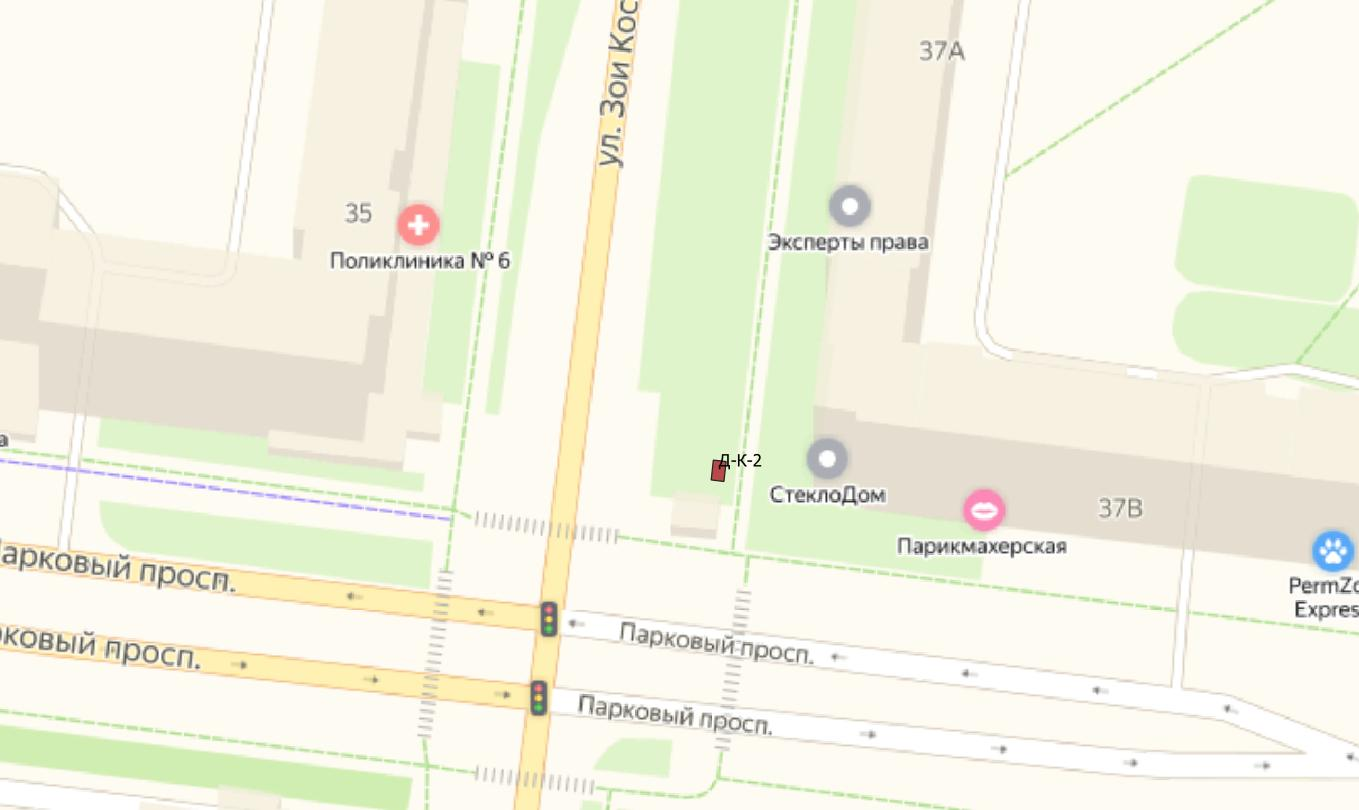 ул. Зои Кос
37А
35
Поликлиника № 6
Эксперты права
а
Д-К-2
СтеклоДом
37В
Парикмахерская
PermZo
Expres
Парковый просп.
Парковый просп.
рковый просп.
Парковый просп.